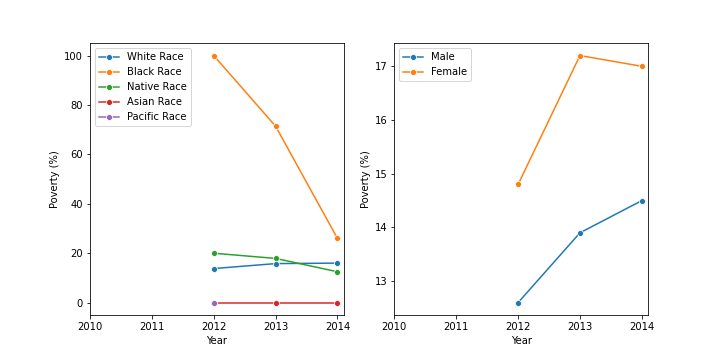 White Race
Black Race
Native Race
Asian Race
Pacific Race
100
80
60
40
20
0
Poverty (%)
2010 2011 2012 2013 2014
Year
Male
Female
17
16
15
14
13
Poverty (%)
2010 2011 2012 2013 2014
Year